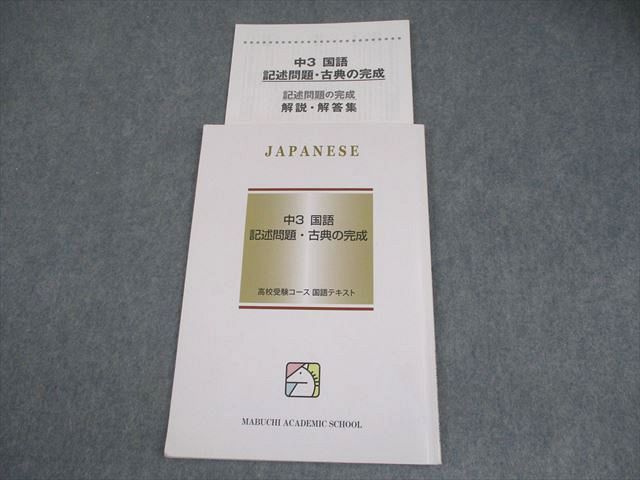 中3 国語
記述問題・古典の完成
記述問題の完成
解説・解答集
JAPANESE
中3 国語
記述問題・古典の完成
高校受験コース 国語テキスト
MABUCHI ACADEMIC SCHOOL